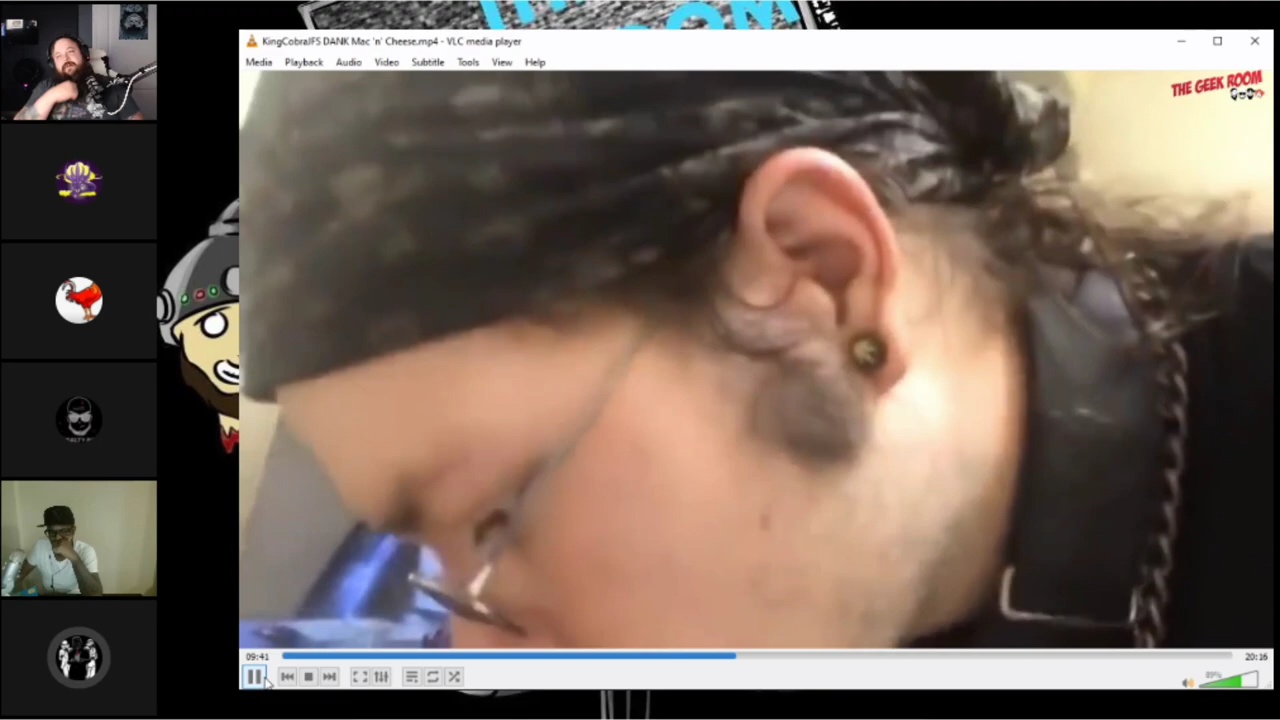 KingCobraJFS DANK Mac 'n' Cheese.mp4 - VLC media player
Media Playback Audio Video Subtitle Tools View Help
THE GEEK ROOM
09:41
20:16
89%